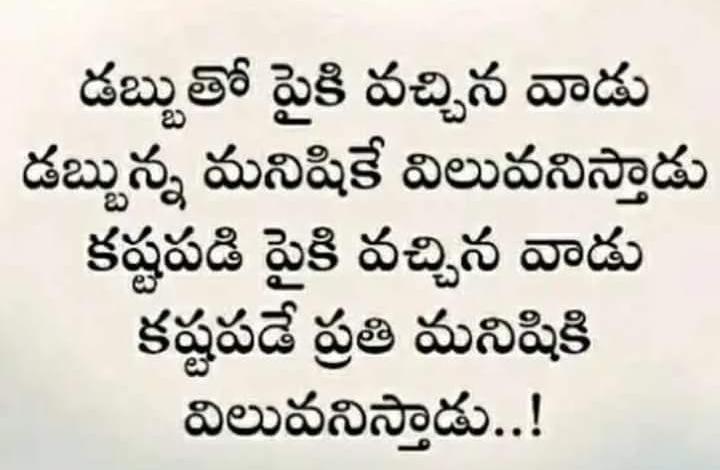 డబ్బుతో పైకి వచ్చిన వాడు
డబ్బున్న మనిషికే విలువనిస్తాడు
కష్టపడి పైకి వచ్చిన వాడు
కష్టపడే ప్రతి మనిషికి
విలువనిస్తాడు..!